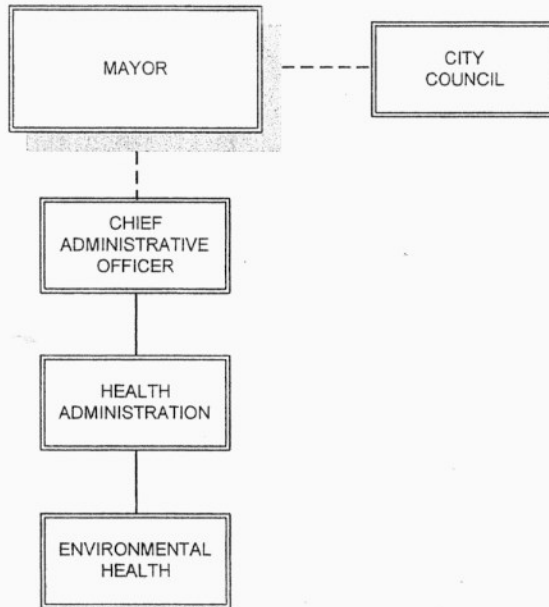 MAYOR
CITY
COUNCIL
CHIEF
ADMINISTRATIVE
OFFICER
HEALTH
ADMINISTRATION
ENVIRONMENTAL
HEALTH